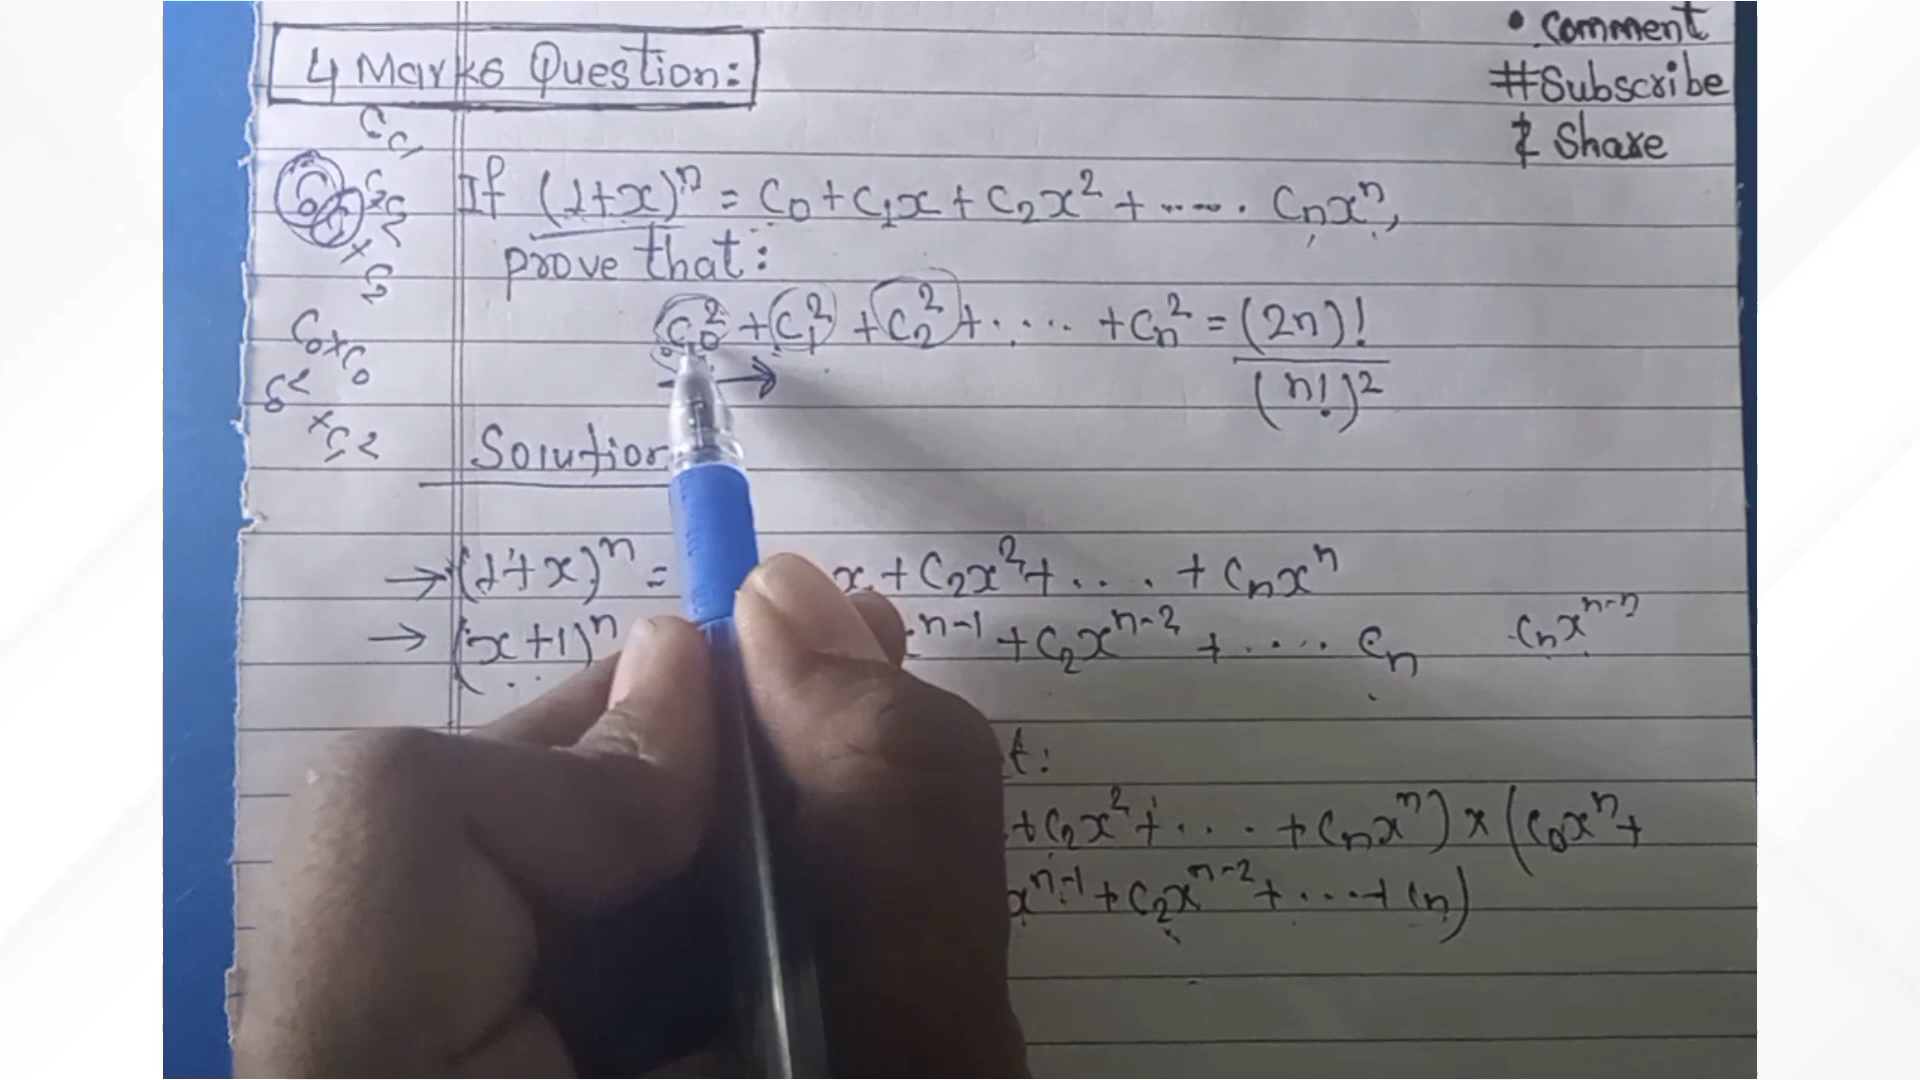 4 Marks Question:
• Comment
#Subscribe
& Share
If (1+x)ⁿ = C₀ + C₁x + C₂x² + ..... Cₙxⁿ,
prove that:
C₀² + C₁² + C₂² + ..... + Cₙ² = (2n)!
(n!)²
C₀ × C₀
Solution
→ (1+x)ⁿ = x + C₂x² + .... + Cₙxⁿ
→ (x+1)ⁿ n-1 + C₂xⁿ⁻² + .... Cₙ Cₙxⁿ⁻ⁿ
t:
+ C₂x² + .... + Cₙxⁿ) × (C₀xⁿ +
xⁿ⁻¹ + C₂xⁿ⁻² + .... + Cₙ)